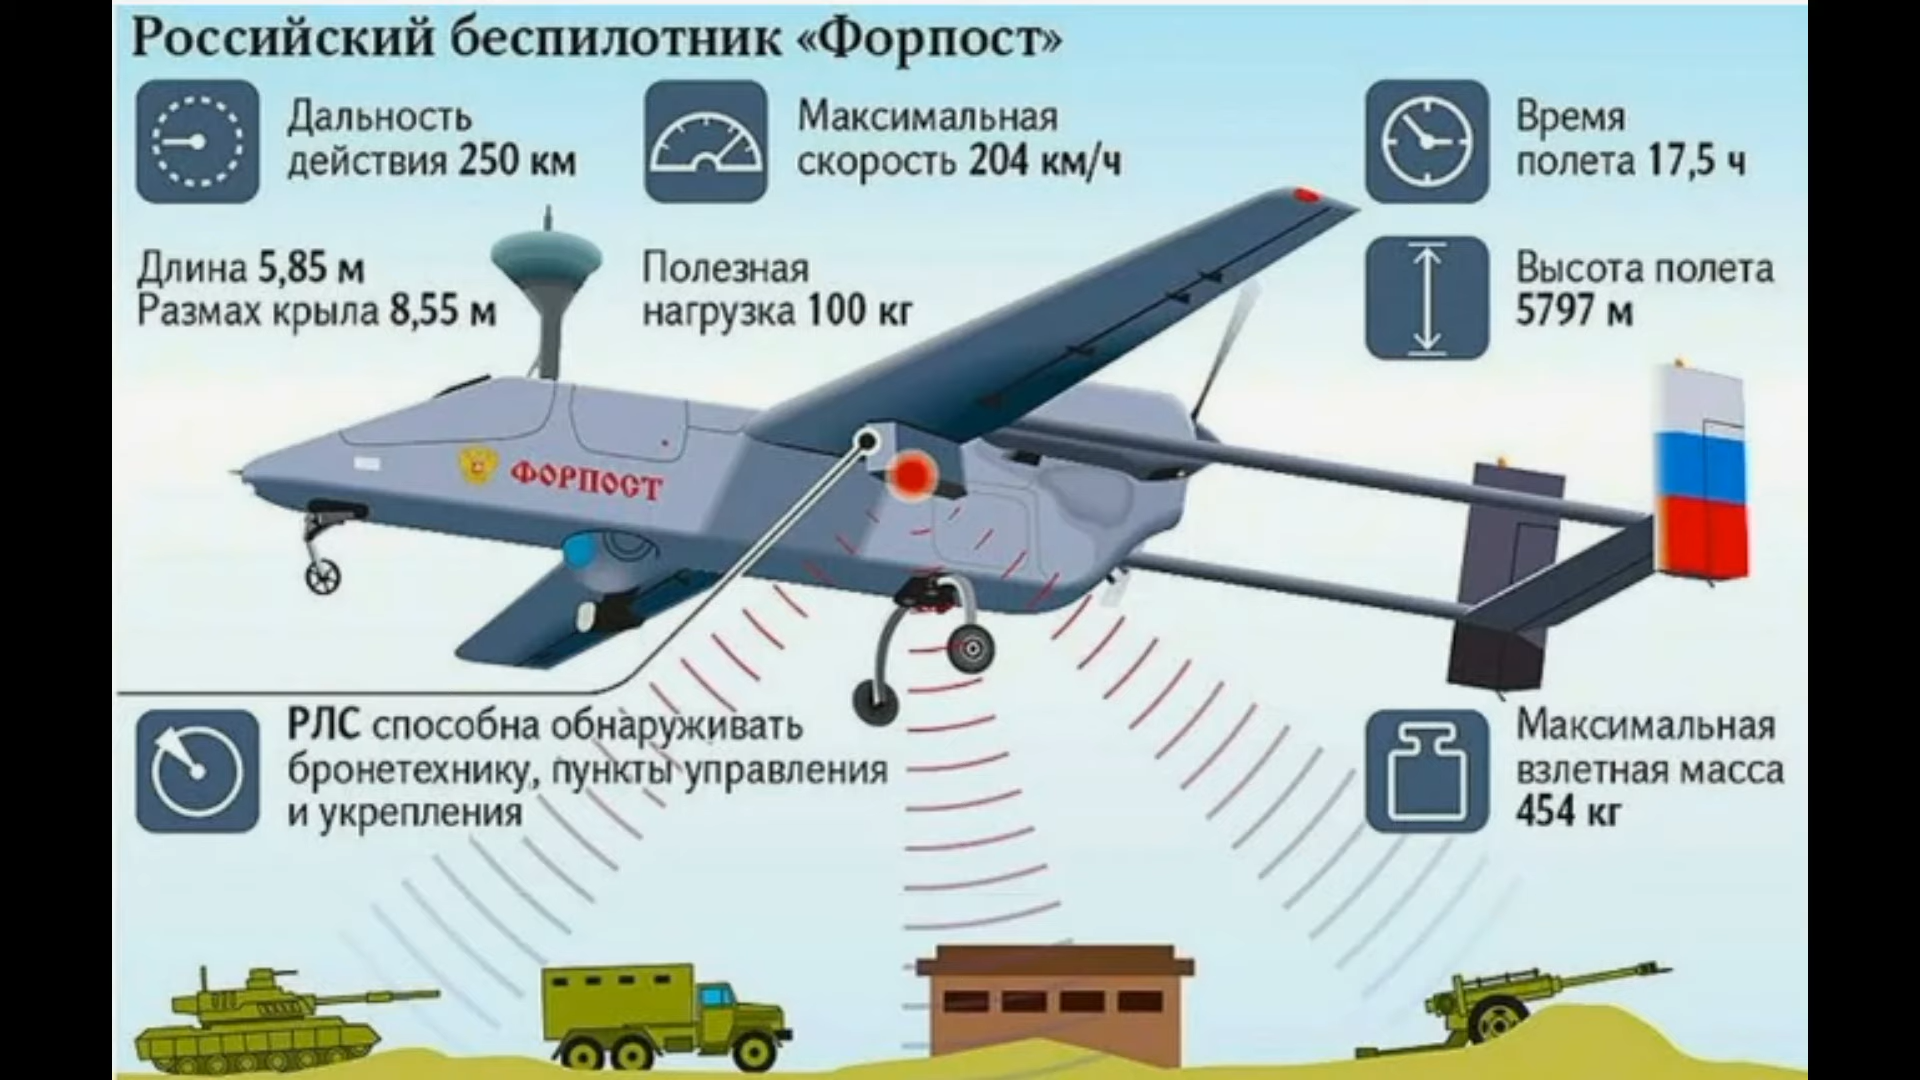 Российский беспилотник «Форпост»
Дальность
действия 250 км
Максимальная
скорость 204 км/ч
Время
полета 17,5 ч
Длина 5,85 м
Размах крыла 8,55 м
Полезная
нагрузка 100 кг
Высота полета
5797 м
ФОРПОСТ
РЛС способна обнаруживать
бронетехнику, пункты управления
и укрепления
Максимальная
взлетная масса
454 кг